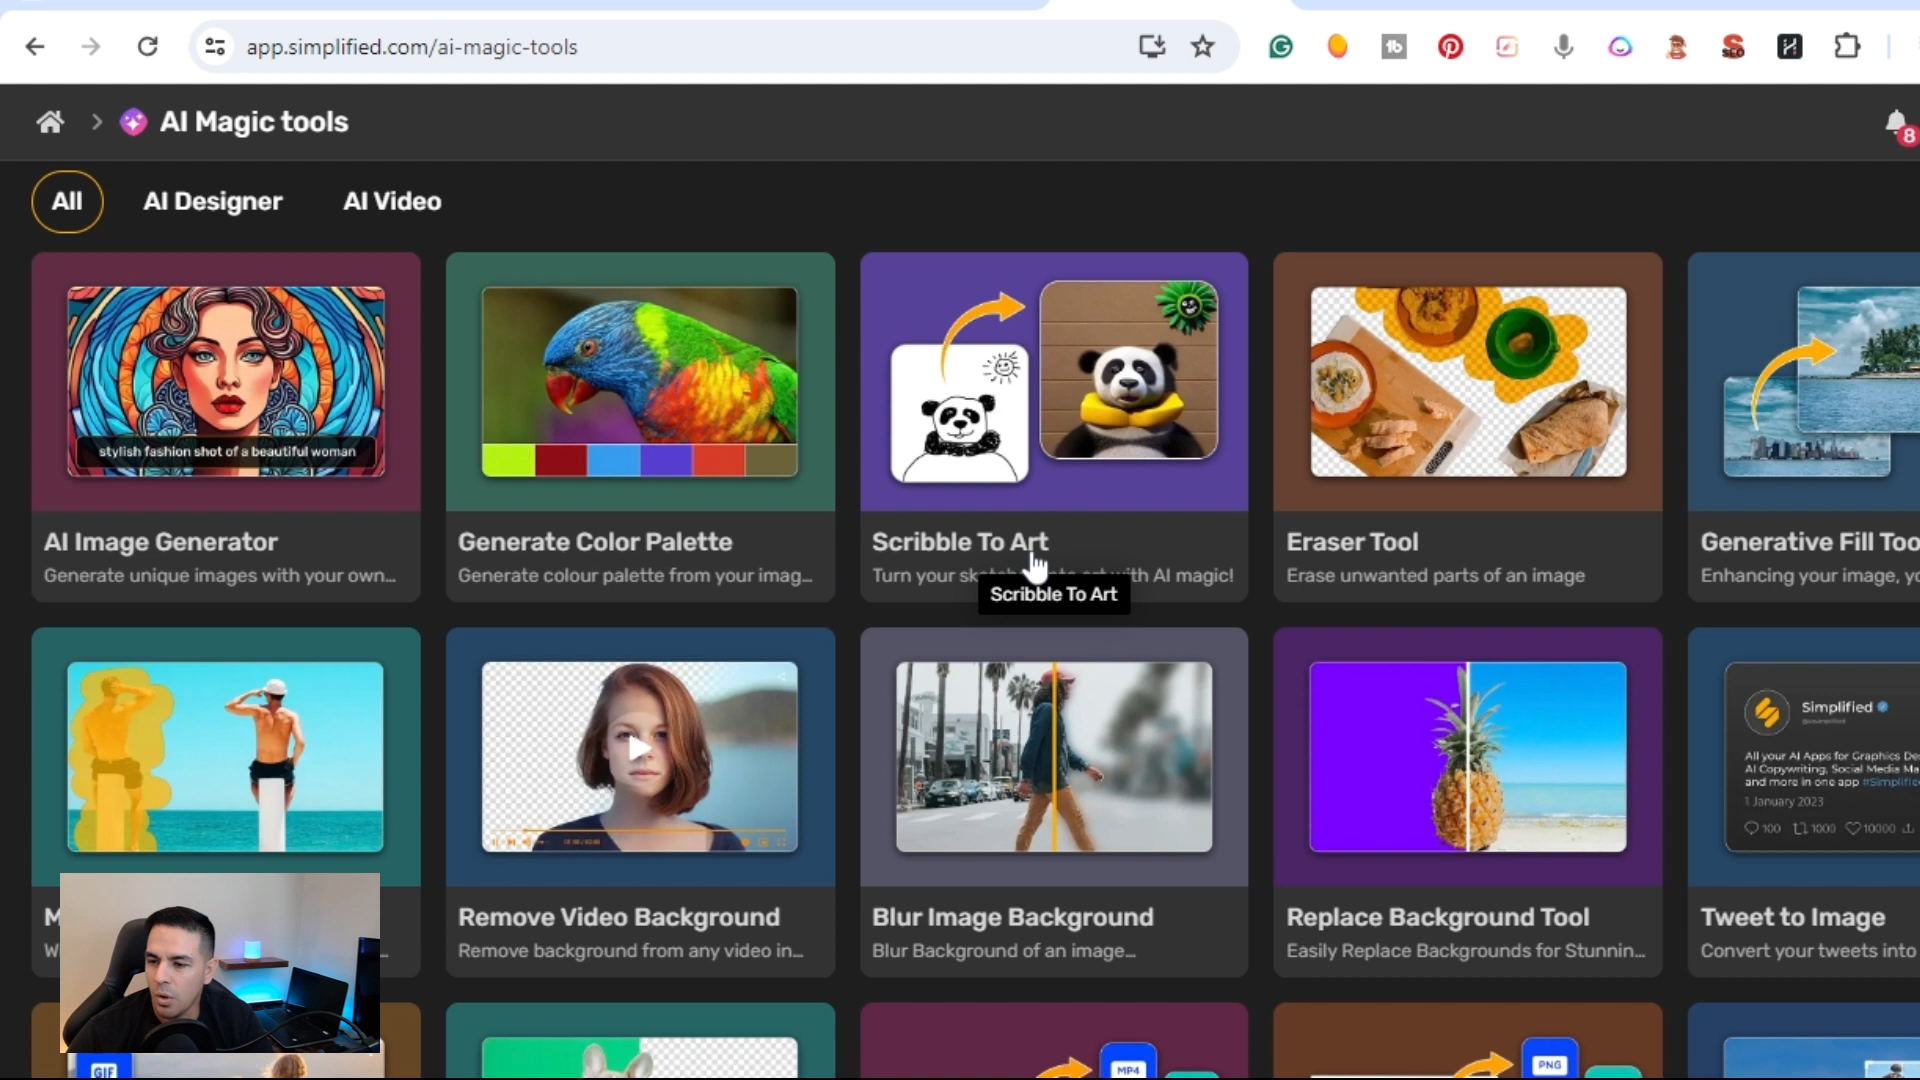 app.simplified.com/ai-magic-tools
AI Magic tools
8
All
AI Designer
AI Video
stylish fashion shot of a beautiful woman
AI Image Generator
Generate unique images with your own...
Generate Color Palette
Generate colour palette from your imag...
Scribble To Art
Turn your with AI magic!
Scribble To Art
Eraser Tool
Erase unwanted parts of an image
Generative Fill Too
Enhancing your image, yo
Remove Video Background
Remove background from any video in...
Blur Image Background
Blur Background of an image...
Replace Background Tool
Easily Replace Backgrounds for Stunnin...
Simplified
All your AI Apps for Graphics De
AI Copywriting, Social Media Ma
and more in one app #Simplifie
1 January 2023
100 1000 10000
Tweet to Image
Convert your tweets into
GIF
MP4
PNG